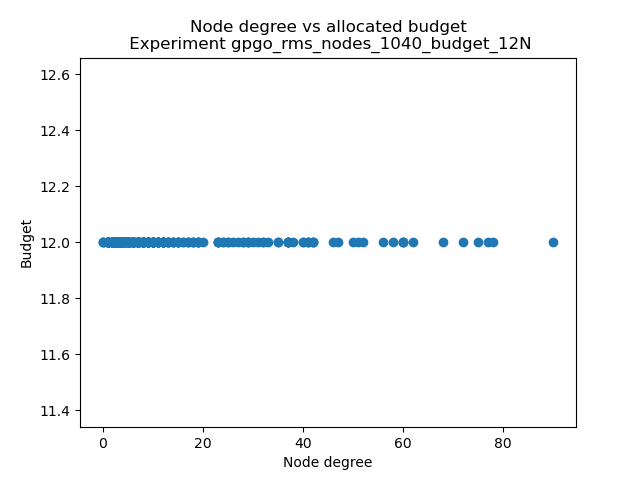 Node degree vs allocated budget
Experiment gpgo_rms_nodes_1040_budget_12N
12.6
12.4
12.2
12.0
11.8
11.6
11.4
Budget
0 20 40 60 80
Node degree